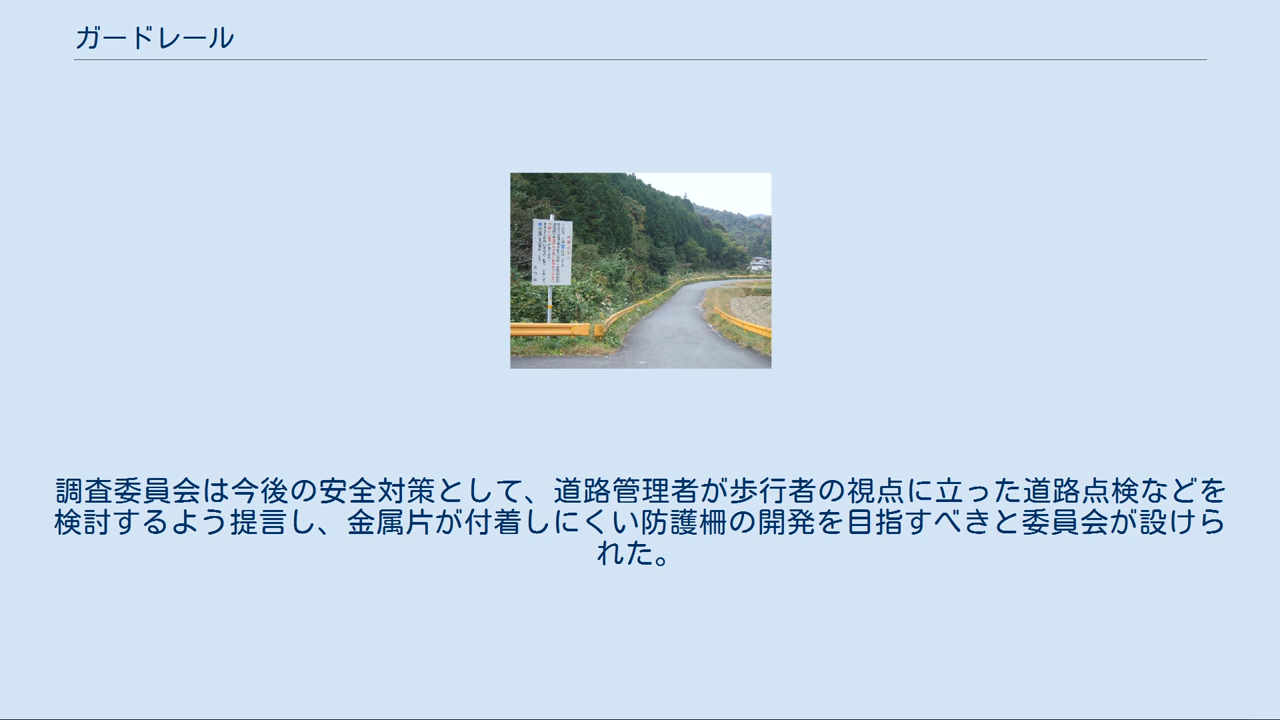 ガードレール
調査委員会は今後の安全対策として、道路管理者が歩行者の視点に立った道路点検などを
検討するよう提言し、金属片が付着しにくい防護柵の開発を目指すべきと委員会が設けら
れた。